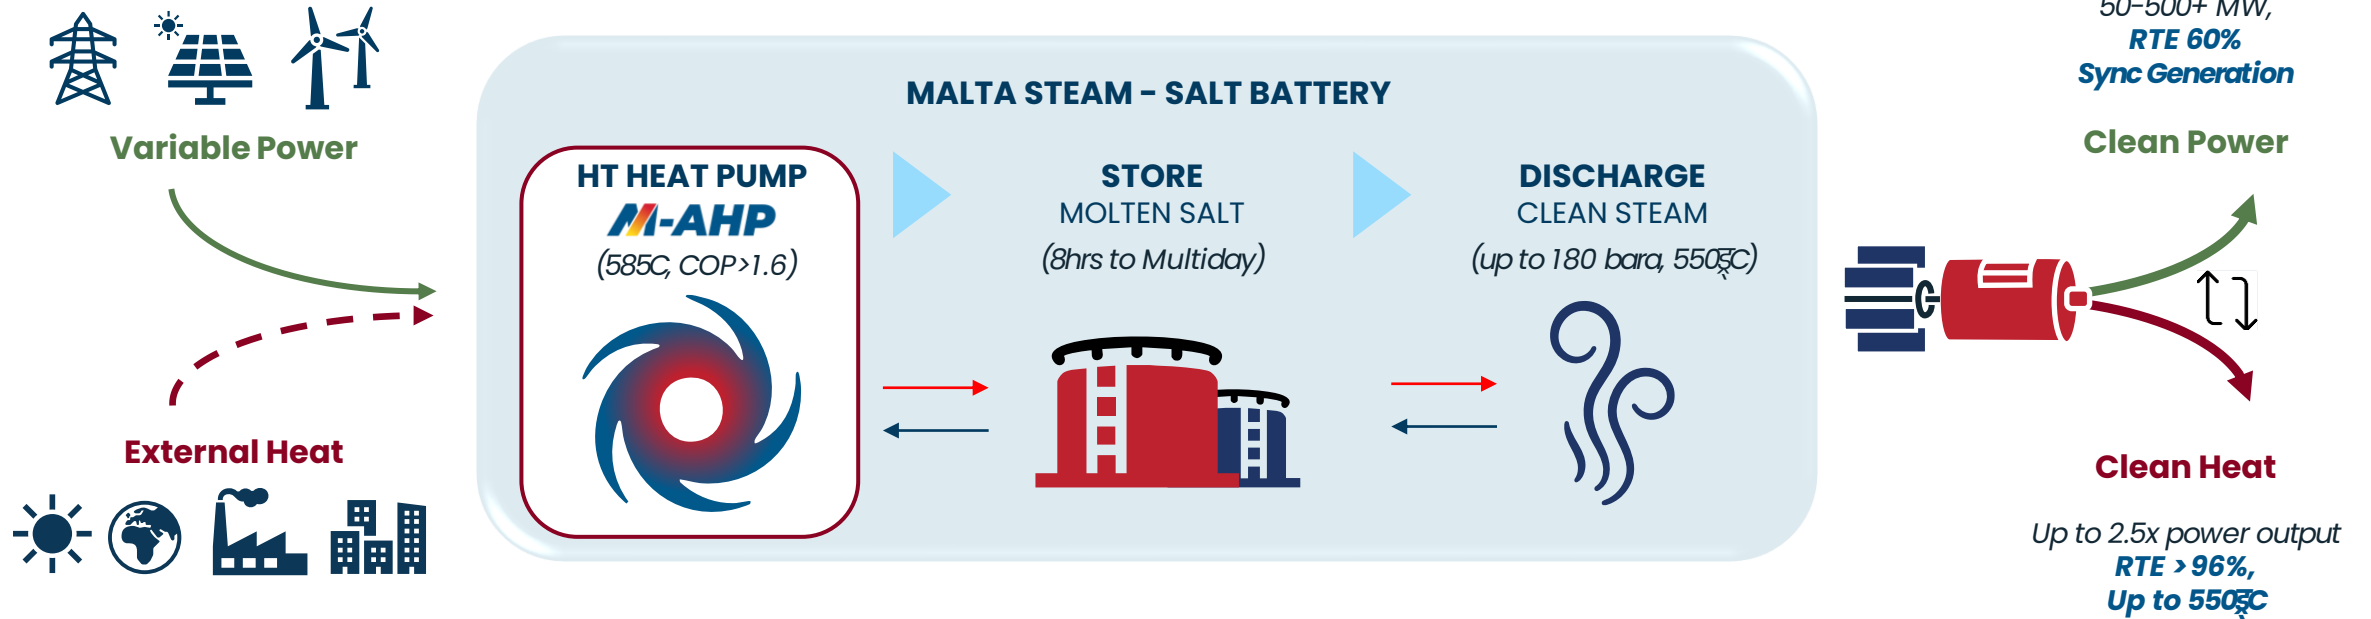 Variable Power
External Heat
MALTA STEAM – SALT BATTERY
HT HEAT PUMP
M-AHP
(585C, COP>1.6)
STORE
MOLTEN SALT
(8hrs to Multiday)
DISCHARGE
CLEAN STEAM
(up to 180 bara, 550 C)
50-500+ MW,
RTE 60%
Sync Generation
Clean Power
Clean Heat
Up to 2.5x power output
RTE > 96%,
Up to 550 C